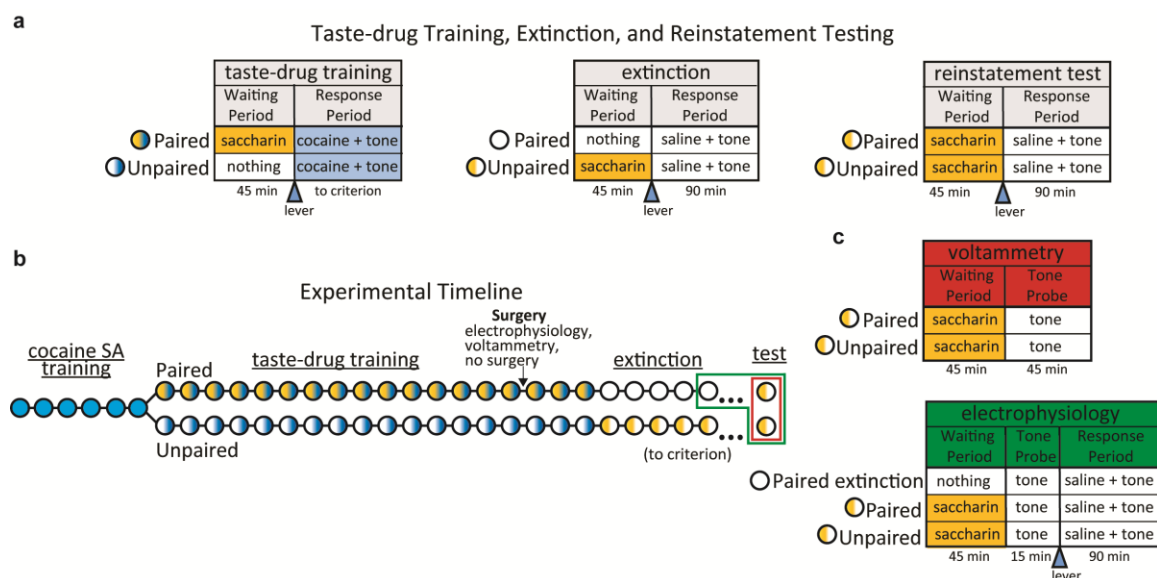 a
Taste-drug Training, Extinction, and Reinstatement Testing
taste-drug training
Waiting Period
Response Period
Paired
saccharin
cocaine + tone
Unpaired
nothing
cocaine + tone
45 min
to criterion
lever
extinction
Waiting Period
Response Period
Paired
nothing
saline + tone
Unpaired
saccharin
saline + tone
45 min
90 min
lever
reinstatement test
Waiting Period
Response Period
Paired
saccharin
saline + tone
Unpaired
saccharin
saline + tone
45 min
90 min
lever
b
Experimental Timeline
cocaine SA
training
Paired
taste-drug training
Surgery
electrophysiology,
voltammetry,
no surgery
extinction
test
Unpaired
(to criterion)
c
voltammetry
Waiting Period
Tone Probe
Paired
saccharin
tone
Unpaired
saccharin
tone
45 min
45 min
electrophysiology
Waiting Period
Tone Probe
Response Period
Paired extinction
nothing
tone
saline + tone
Paired
saccharin
tone
saline + tone
Unpaired
saccharin
tone
saline + tone
45 min
15 min
90 min
lever